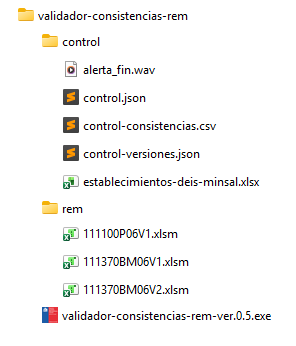 validador-consistencias-rem
control
alerta_fin.wav
control.json
control-consistencias.csv
control-versiones.json
establecimientos-deis-minsal.xlsx
rem
111100P06V1.xlsm
111370BM06V1.xlsm
111370BM06V2.xlsm
validador-consistencias-rem-ver.0.5.exe